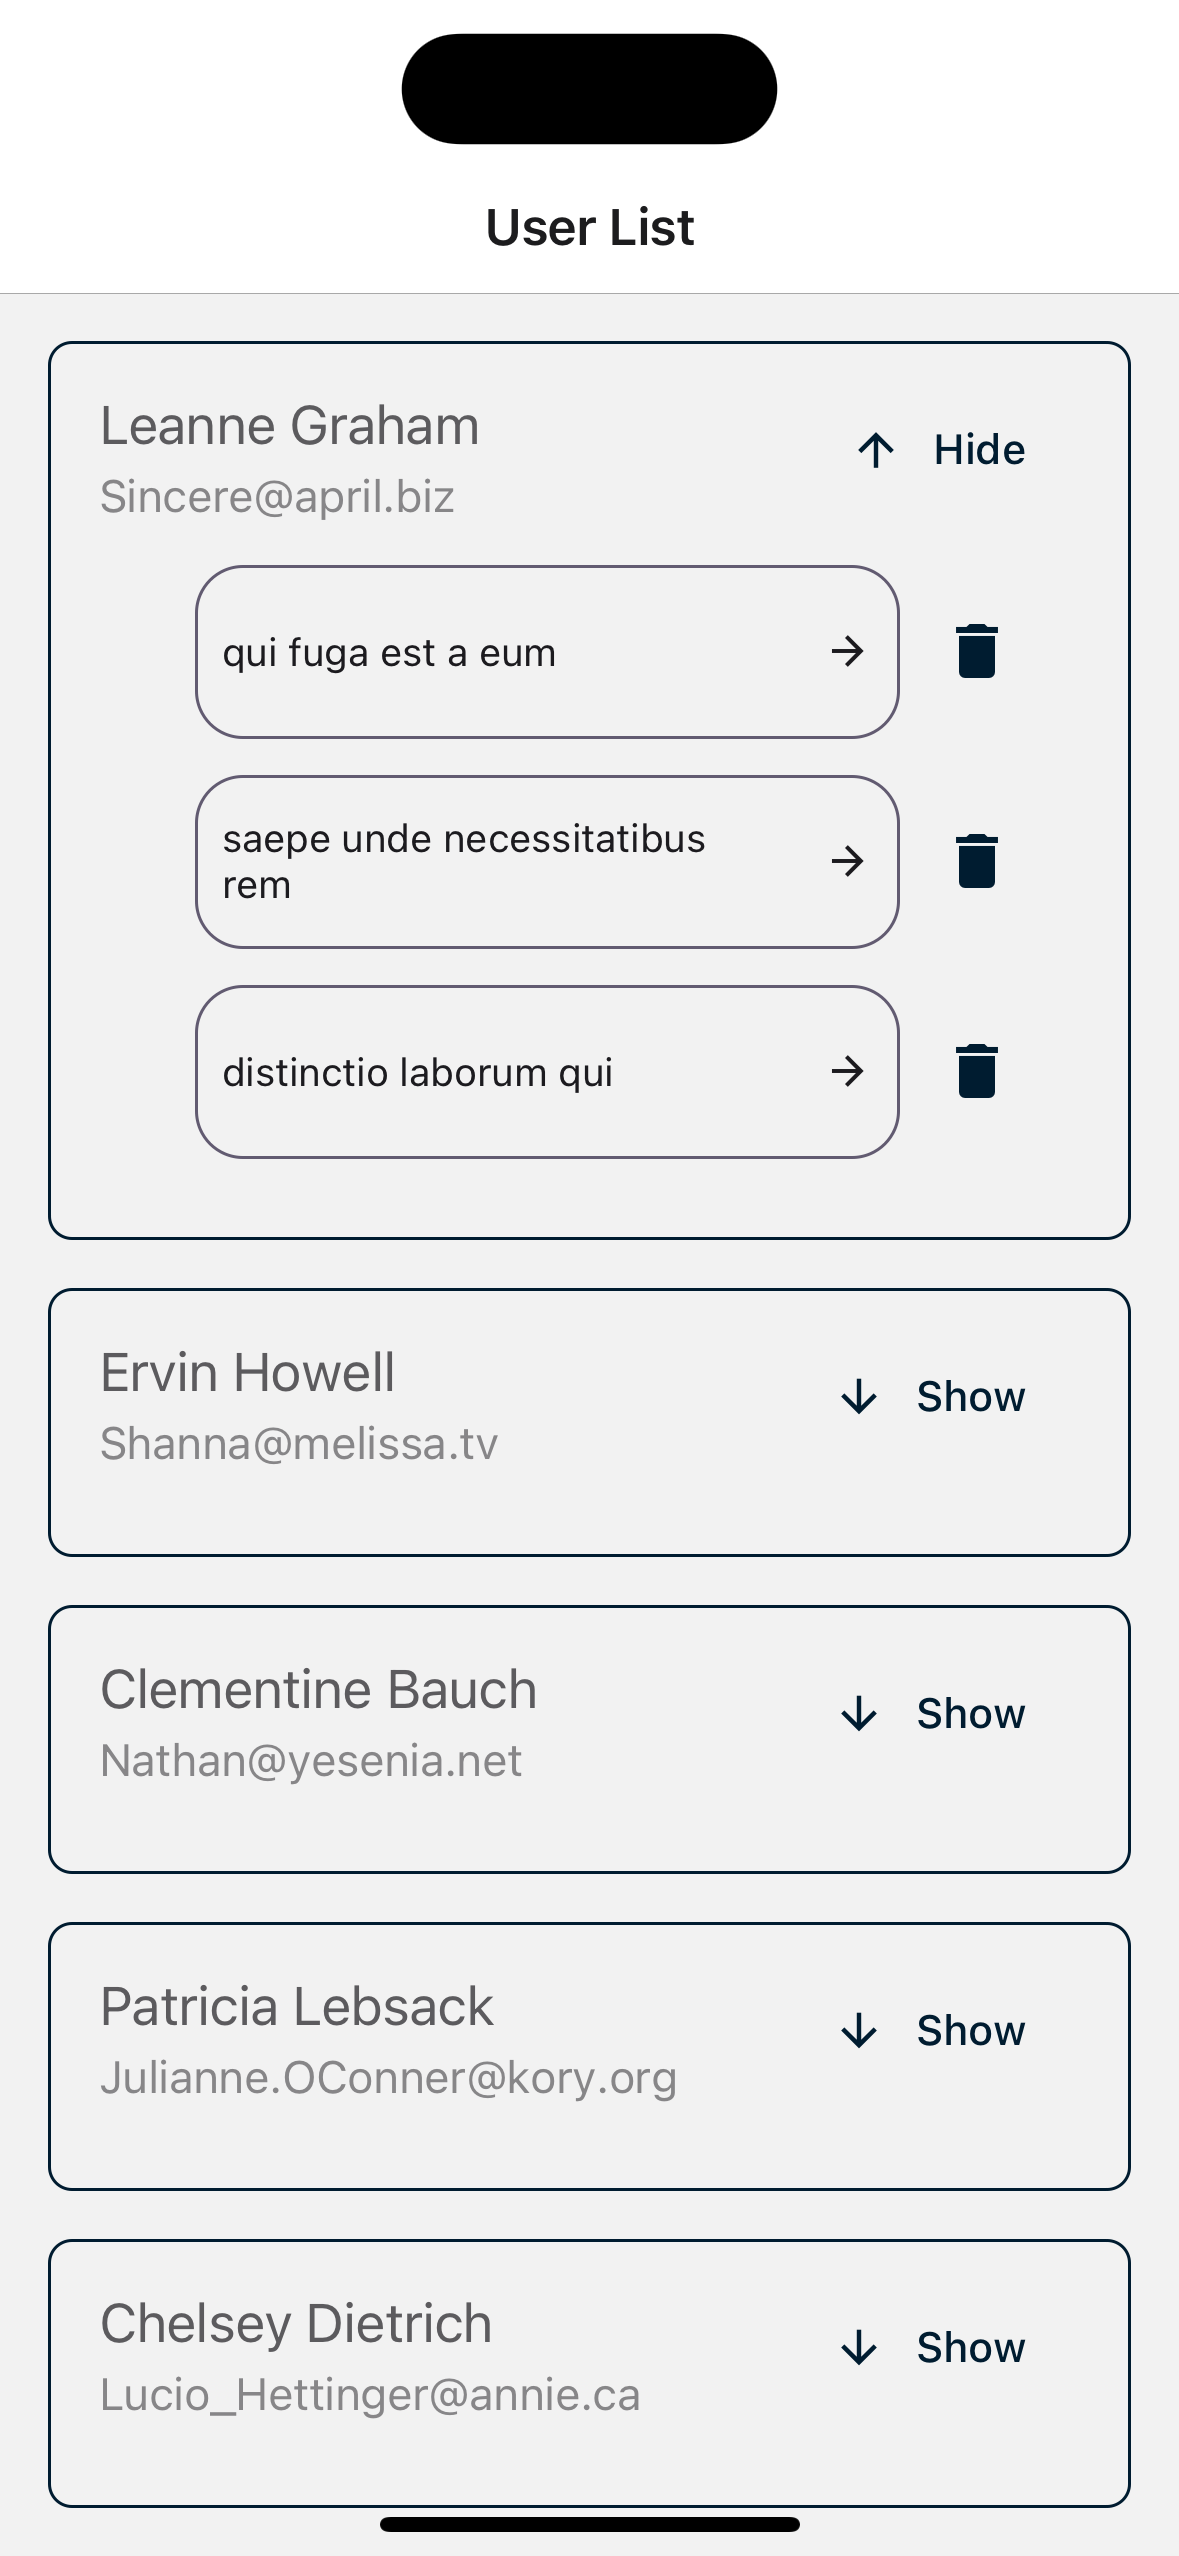 User List
Leanne Graham
Hide
Sincere@april.biz
qui fuga est a eum
saepe unde necessitatibus
rem
distinctio laborum qui
Ervin Howell
Show
Shanna@melissa.tv
Clementine Bauch
Show
Nathan@yesenia.net
Patricia Lebsack
Show
Julianne.OConner@kory.org
Chelsey Dietrich
Show
Lucio_Hettinger@annie.ca